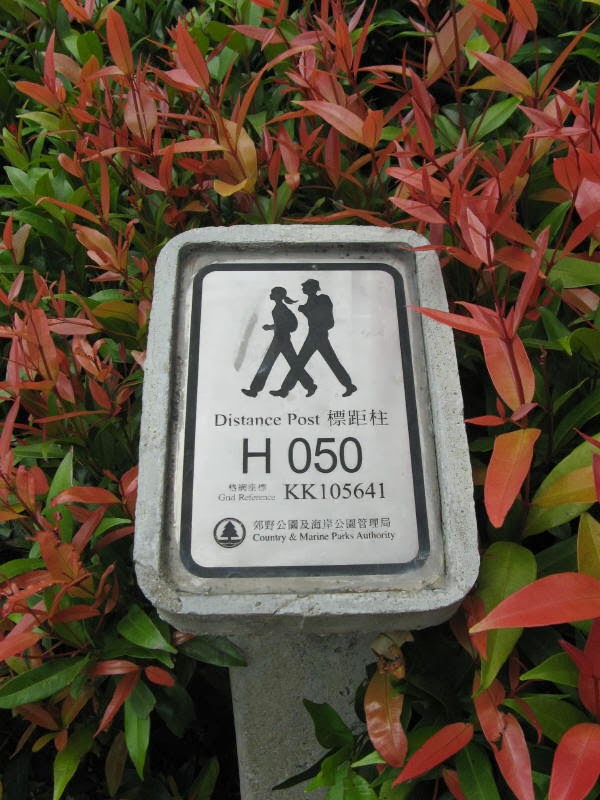 Distance Post 標距柱
H 050
格網座標
Grid Reference KK105641
郊野公園及海岸公園管理局
Country & Marine Parks Authority